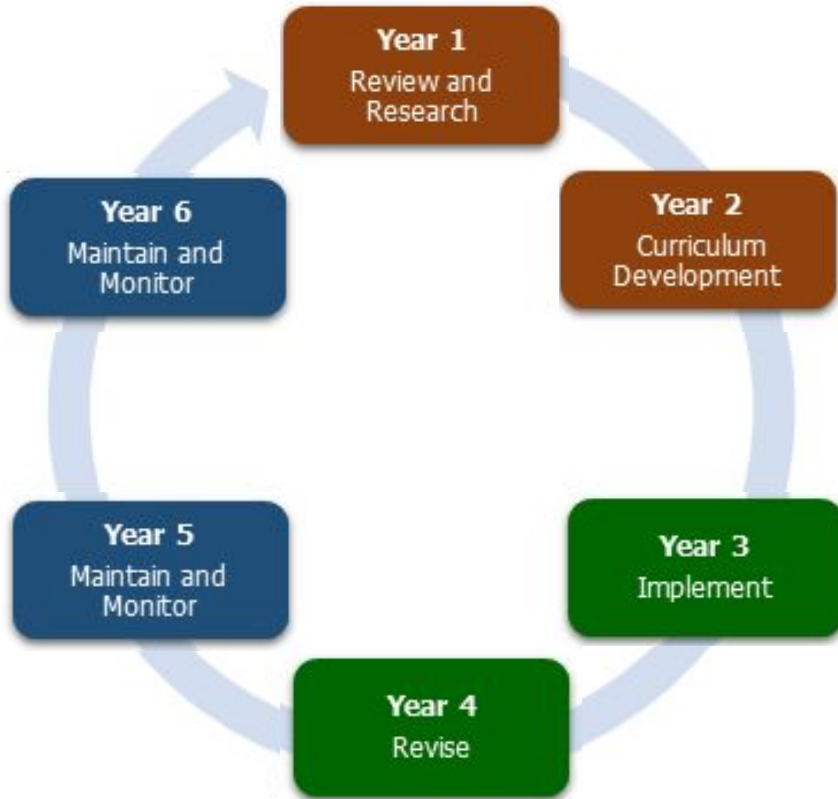 Year 1
Review and
Research
Year 2
Curriculum
Development
Year 3
Implement
Year 4
Revise
Year 5
Maintain and
Monitor
Year 6
Maintain and
Monitor